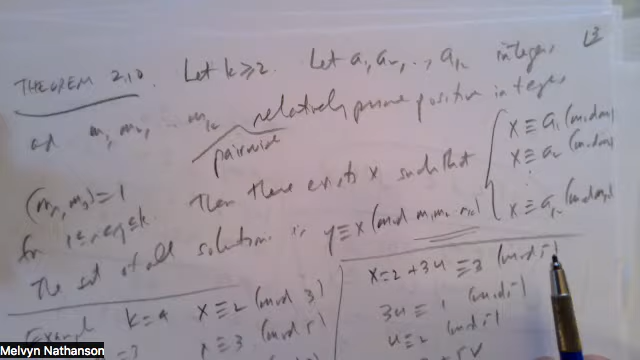 L3
THEOREM 2.10. Let k ≥ 2. Let a₁, a₂, ..., aₖ integers
and m₁, m₂, ... mₖ relatively prime positive integers
pairwise
(mᵢ, mⱼ) = 1
for 1≤i<j≤k. Then there exists x such that
x ≡ a₁ (mod m₁)
x ≡ a₂ (mod m₂)
⋮
x ≡ aₖ (mod mₖ)
The set of all solutions is y ≡ x (mod m₁m₂...mₖ)
Example k = 4 x ≡ 2 (mod 3)
x ≡ 3 (mod 5)
x = 2 + 3u ≡ 3 (mod 5)
3u ≡ 1 (mod 5)
u ≡ 2 (mod 5)
Melvyn Nathanson